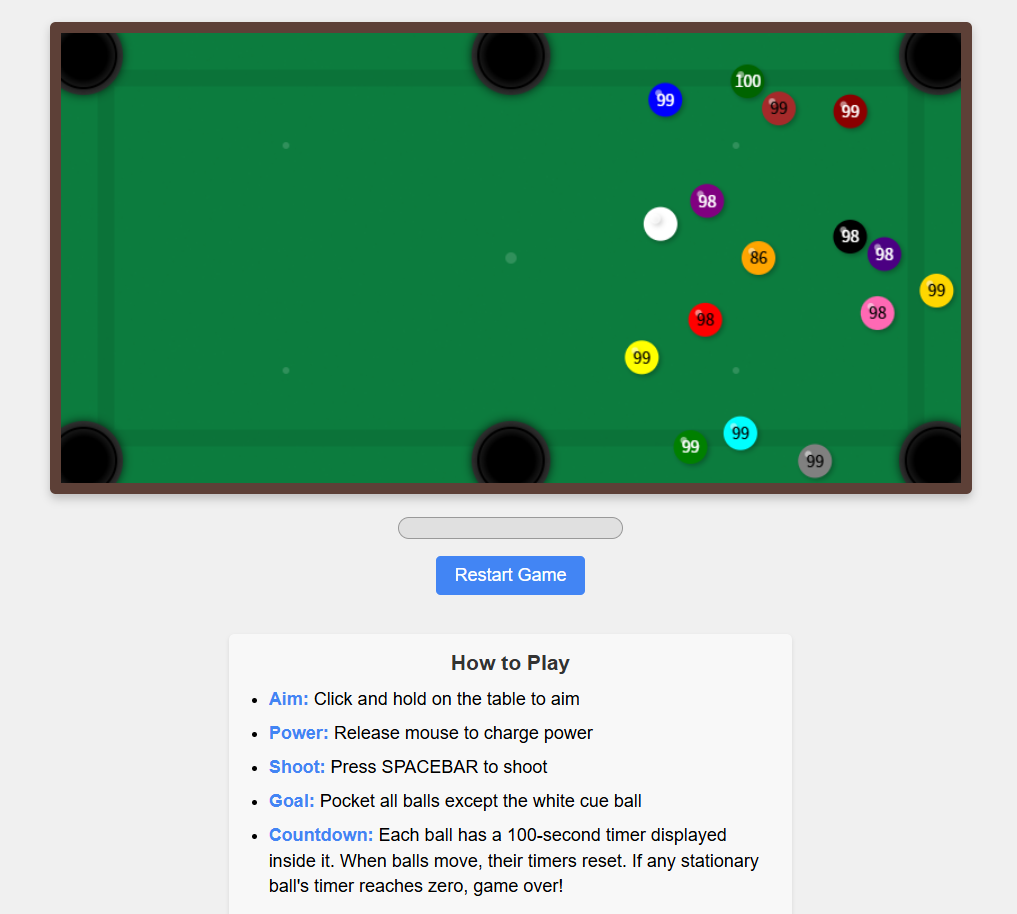 100
99
99
99
98
98
86
98
99
98
98
99
99
99
99
Restart Game
How to Play
Aim: Click and hold on the table to aim
Power: Release mouse to charge power
Shoot: Press SPACEBAR to shoot
Goal: Pocket all balls except the white cue ball
Countdown: Each ball has a 100-second timer displayed
inside it. When balls move, their timers reset. If any stationary
ball's timer reaches zero, game over!